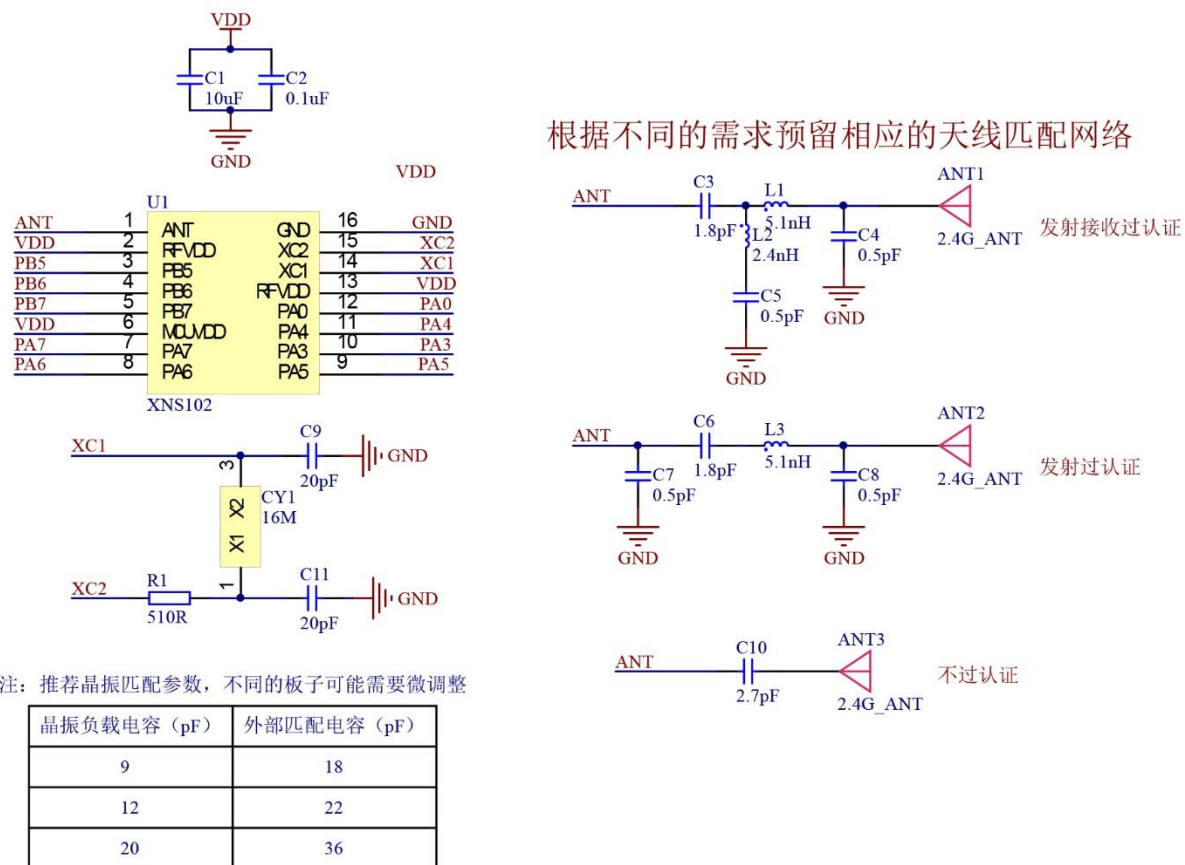 VDD
C1
10uF
C2
0.1uF
GND
VDD
U1
ANT 1 ANT GND 16 GND
VDD 2 RFVDD XC2 15 XC2
PB5 3 PB5 XC1 14 XC1
PB6 4 PB6 RFVDD 13 VDD
PB7 5 PB7 PA0 12 PA0
VDD 6 MCUVDD PA4 11 PA4
PA7 7 PA7 PA3 10 PA3
PA6 8 PA6 PA5 9 PA5
XNS102
XC1
C9
20pF
GND
3
X2
X1
1
CY1
16M
XC2
R1
510R
C11
20pF
GND
注：推荐晶振匹配参数，不同的板子可能需要微调整
晶振负载电容（pF） 外部匹配电容（pF）
9 18
12 22
20 36
根据不同的需求预留相应的天线匹配网络
ANT
C3
1.8pF
L1
5.1nH
L2
2.4nH
C5
0.5pF
GND
C4
0.5pF
GND
ANT1
2.4G_ANT
发射接收过认证
ANT
C7
0.5pF
GND
C6
1.8pF
L3
5.1nH
C8
0.5pF
GND
ANT2
2.4G_ANT
发射过认证
ANT
C10
2.7pF
ANT3
2.4G_ANT
不过认证